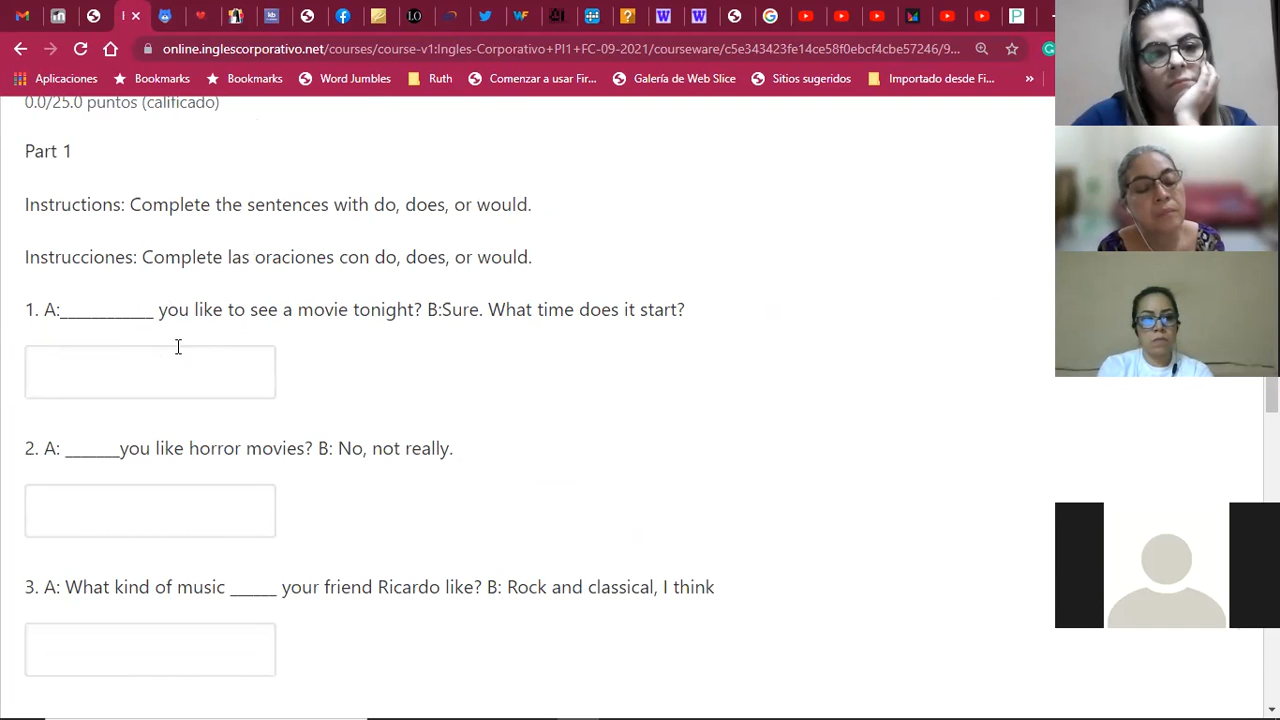 online.inglescorporativo.net/courses/course-v1:Ingles-Corporativo+PI1+FC-09-2021/courseware/c5e343423fe14ce58f0ebcf4cbe57246/9...
Aplicaciones Bookmarks Bookmarks Word Jumbles Ruth Comenzar a usar Fir... Galería de Web Slice Sitios sugeridos Importado desde Fi... »
0.0/25.0 puntos (calificado)
Part 1
Instructions: Complete the sentences with do, does, or would.
Instrucciones: Complete las oraciones con do, does, or would.
1. A:____________ you like to see a movie tonight? B:Sure. What time does it start?
2. A: _______you like horror movies? B: No, not really.
3. A: What kind of music ______ your friend Ricardo like? B: Rock and classical, I think